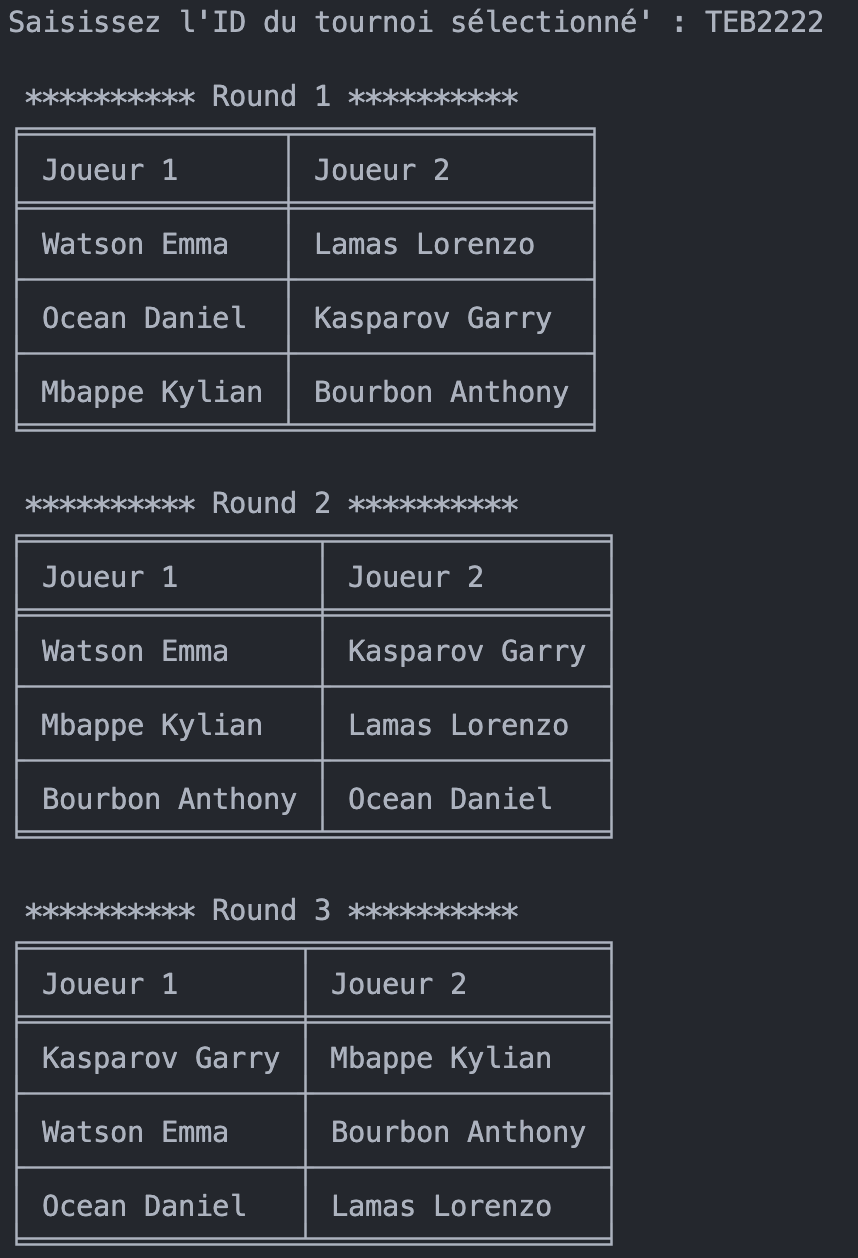 Saisissez l'ID du tournoi sélectionné' : TEB2222
********** Round 1 **********
Joueur 1 Joueur 2
Watson Emma Lamas Lorenzo
Ocean Daniel Kasparov Garry
Mbappe Kylian Bourbon Anthony
********** Round 2 **********
Joueur 1 Joueur 2
Watson Emma Kasparov Garry
Mbappe Kylian Lamas Lorenzo
Bourbon Anthony Ocean Daniel
********** Round 3 **********
Joueur 1 Joueur 2
Kasparov Garry Mbappe Kylian
Watson Emma Bourbon Anthony
Ocean Daniel Lamas Lorenzo